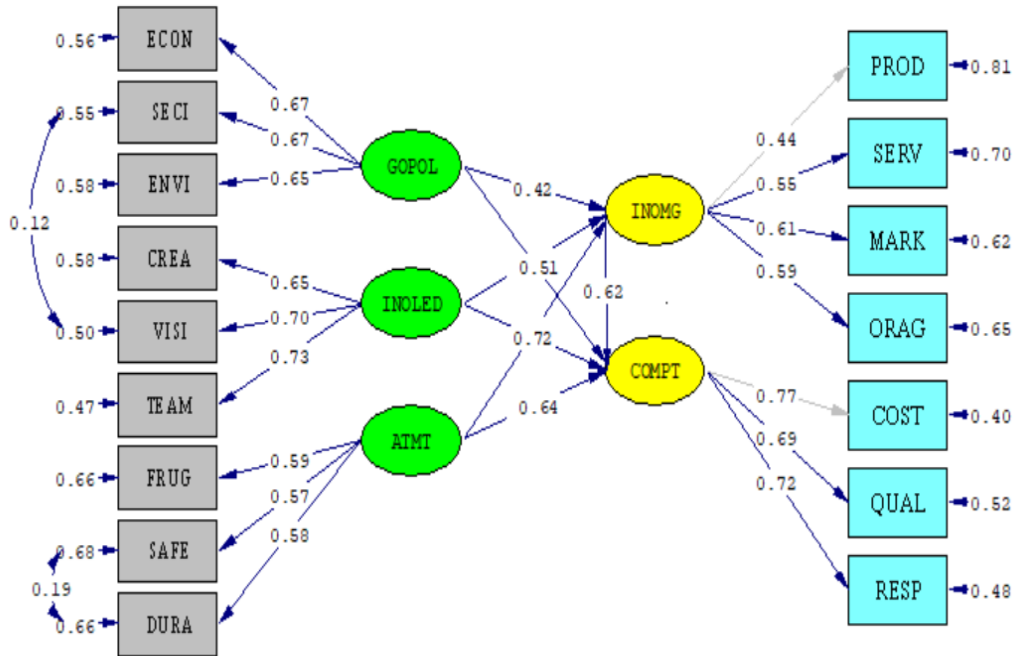 0.56 ECON
0.55 SECI
0.58 ENVI
0.12
0.58 CREA
0.50 VISI
0.47 TEAM
0.66 FRUG
0.68 SAFE
0.19
0.66 DURA
0.67
0.67
0.65
0.65
0.70
0.73
0.59
0.57
0.58
GOPOL
INOLED
ATMT
0.42
0.51
0.62
0.72
0.64
INOMG
COMPT
0.44
0.55
0.61
0.59
0.77
0.69
0.72
PROD 0.81
SERV 0.70
MARK 0.62
ORAG 0.65
COST 0.40
QUAL 0.52
RESP 0.48